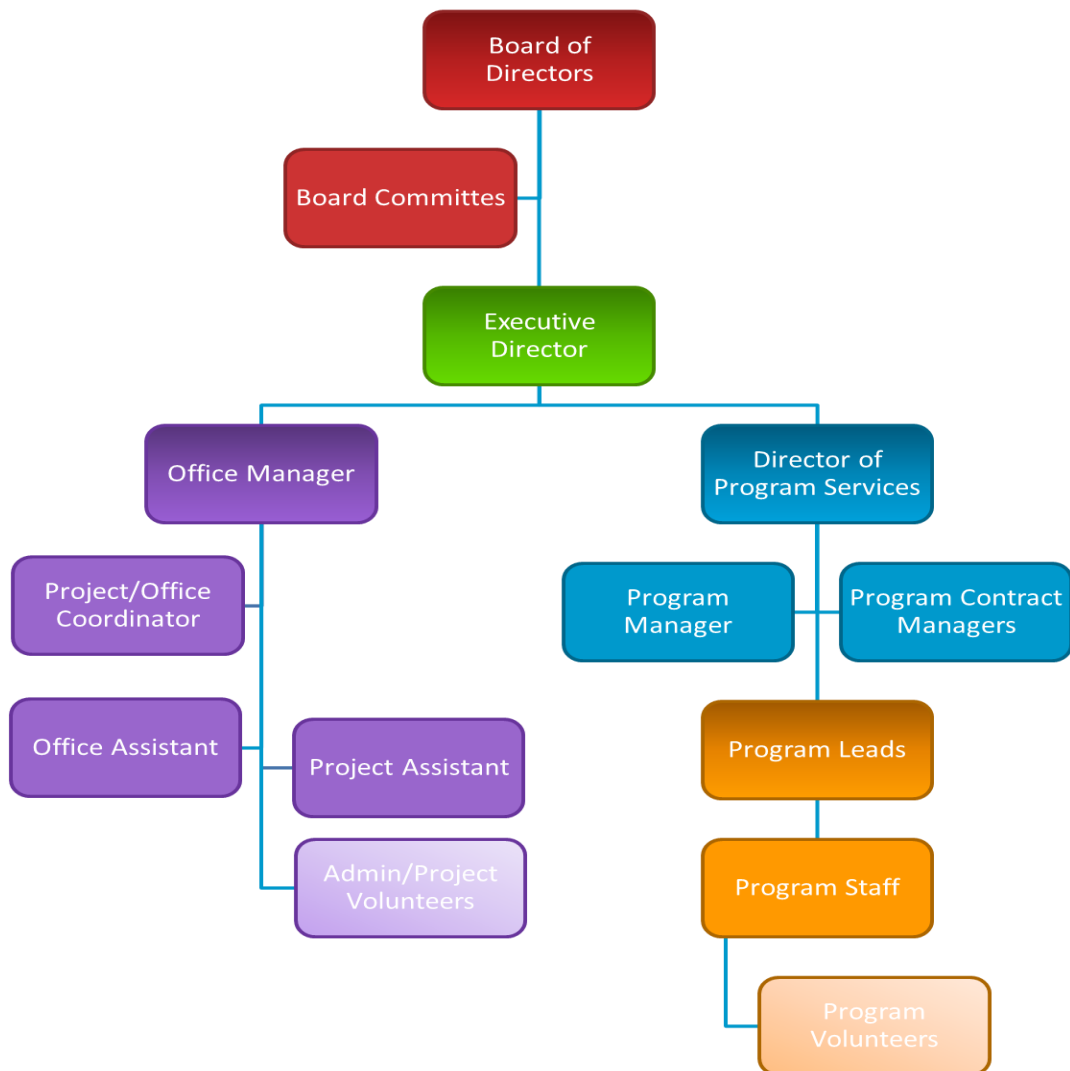 Board of
Directors
Board Committes
Executive
Director
Office Manager
Director of
Program Services
Project/Office
Coordinator
Program
Manager
Program Contract
Managers
Office Assistant
Project Assistant
Program Leads
Admin/Project
Volunteers
Program Staff
Program
Volunteers